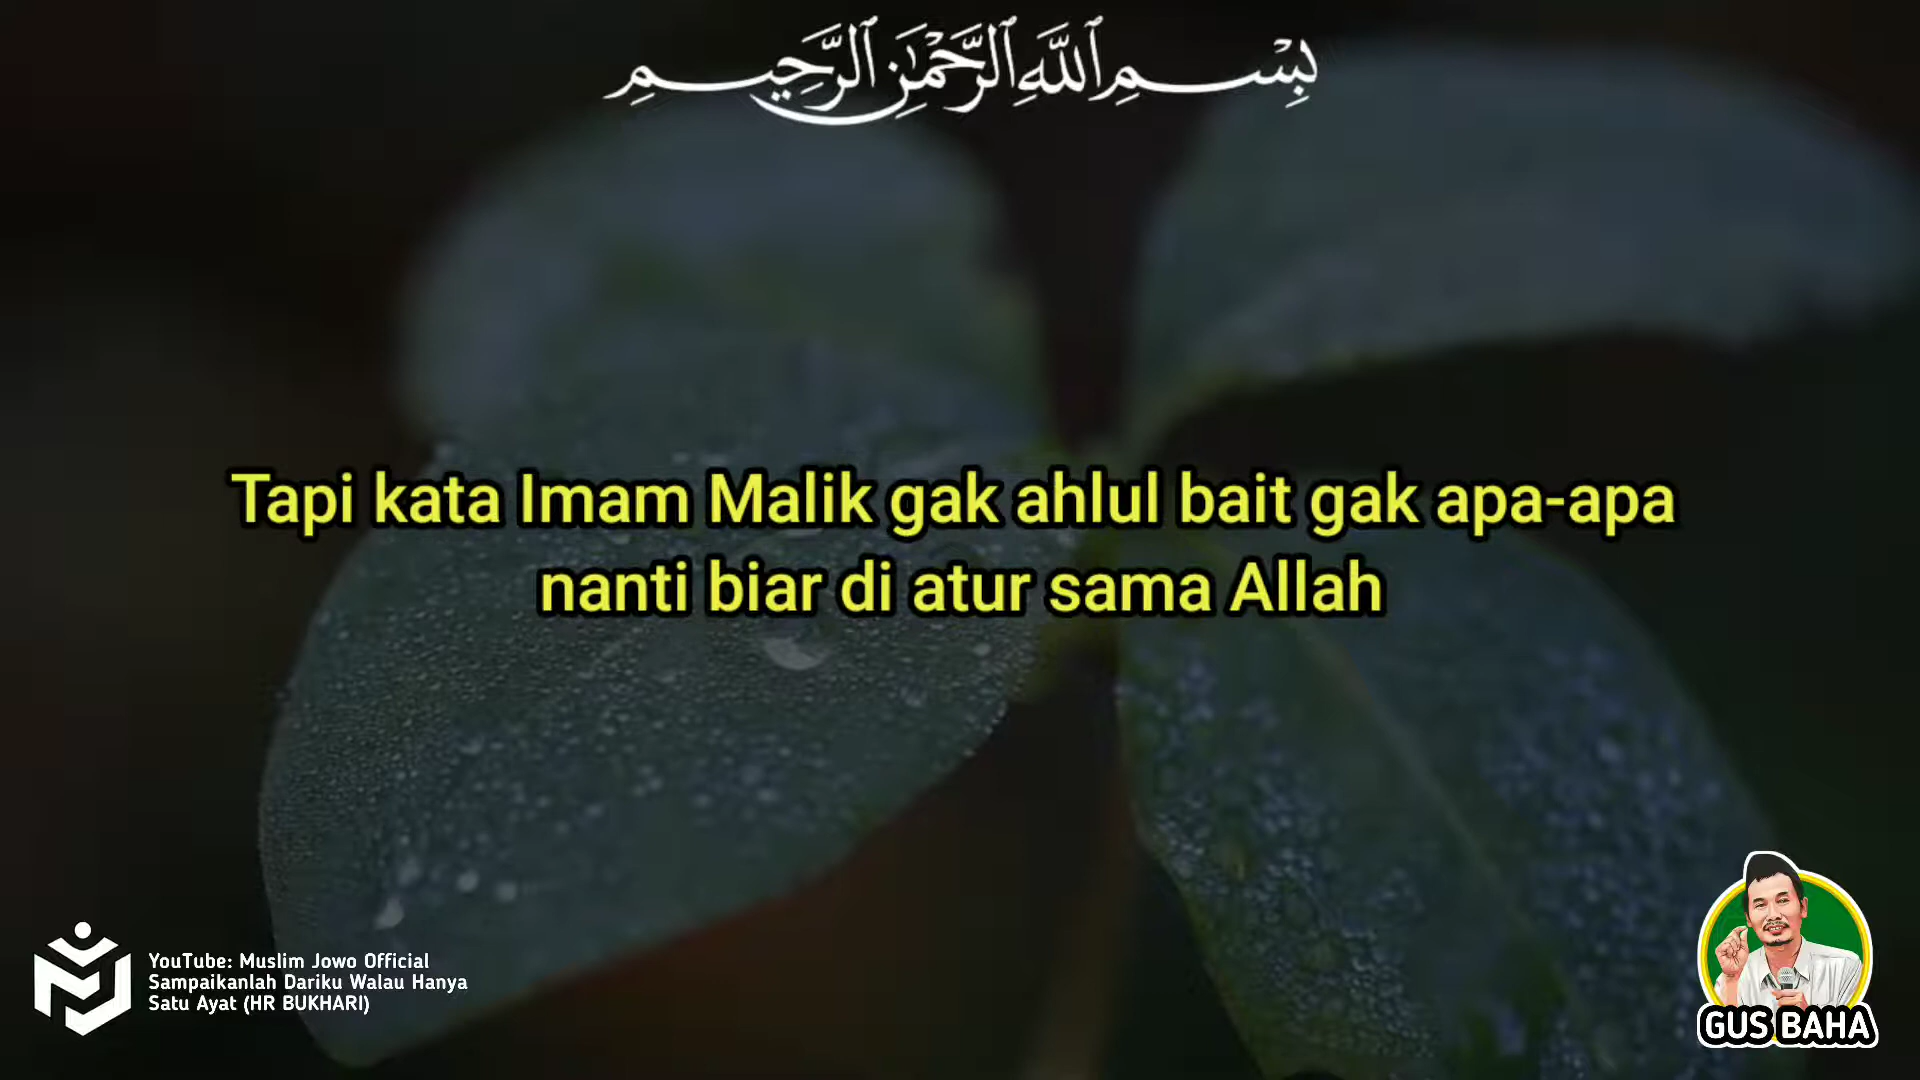 بِسْمِ ٱللَّهِ ٱلرَّحْمَٰنِ ٱلرَّحِيمِ
Tapi kata Imam Malik gak ahlul bait gak apa-apa
nanti biar di atur sama Allah
YouTube: Muslim Jowo Official
Sampaikanlah Dariku Walau Hanya
Satu Ayat (HR BUKHARI)
GUS BAHA